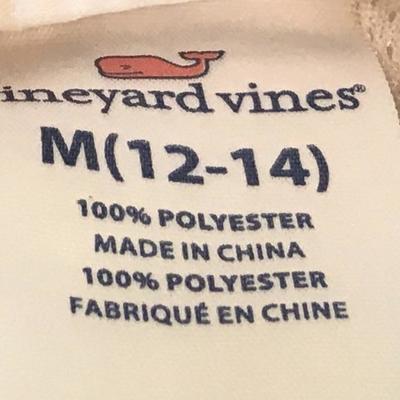 ineyard vines®
M(12-14)
100% POLYESTER
MADE IN CHINA
100% POLYESTER
FABRIQUÉ EN CHINE